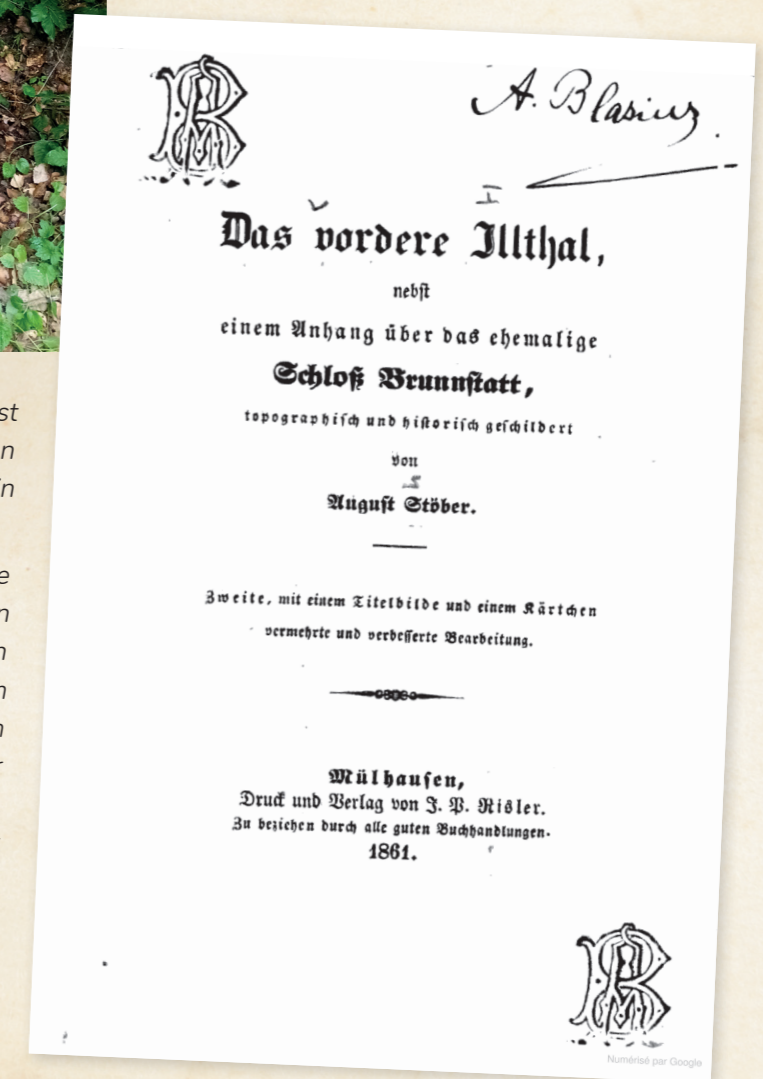 A. Blasius.
I
Das vordere Illthal,
nebst
einem Anhang über das ehemalige
Schloß Brunnstatt,
topographisch und historisch geschildert
von
August Stöber.
Zweite, mit einem Titelbilde und einem Kärtchen
vermehrte und verbesserte Bearbeitung.
Mülhausen,
Druck und Verlag von J. P. Risler.
Zu beziehen durch alle guten Buchhandlungen.
1861.
Numérisé par Google